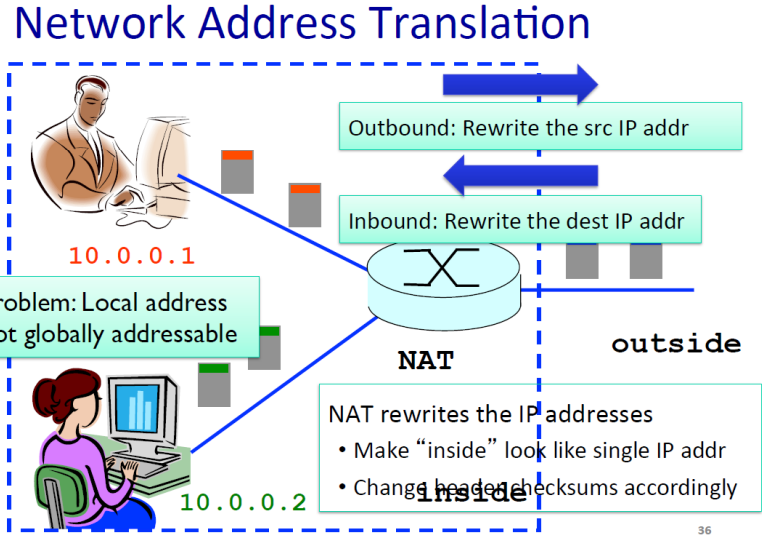 Network Address Translation
Outbound: Rewrite the src IP addr
Inbound: Rewrite the dest IP addr
10.0.0.1
roblem: Local address
ot globally addressable
NAT
outside
NAT rewrites the IP addresses
• Make “inside” look like single IP addr
• Change header checksums accordingly
inside
10.0.0.2
36